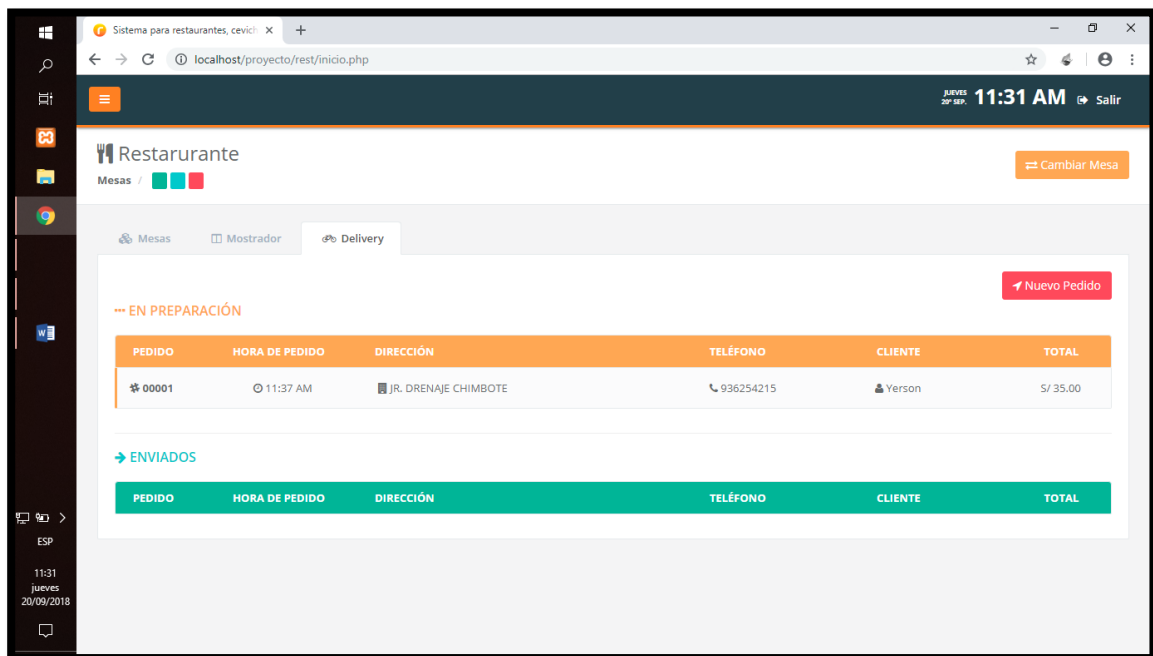 Sistema para restaurantes, cevich
localhost/proyecto/rest/inicio.php
JUEVES
20º SEP.
11:31 AM Salir
Restarurante
Mesas /
Cambiar Mesa
Mesas Mostrador Delivery
Nuevo Pedido
EN PREPARACIÓN
PEDIDO HORA DE PEDIDO DIRECCIÓN TELÉFONO CLIENTE TOTAL
00001 11:37 AM JR. DRENAJE CHIMBOTE 936254215 Yerson S/ 35.00
ENVIADOS
PEDIDO HORA DE PEDIDO DIRECCIÓN TELÉFONO CLIENTE TOTAL
ESP
11:31
jueves
20/09/2018